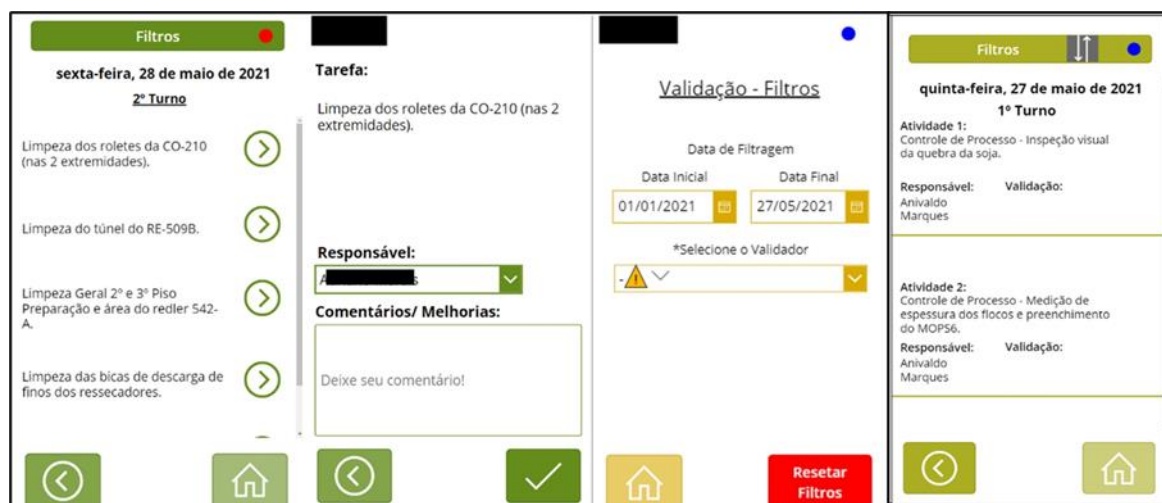 Filtros
sexta-feira, 28 de maio de 2021
2º Turno
Limpeza dos roletes da CO-210
(nas 2 extremidades).
Limpeza do túnel do RE-509B.
Limpeza Geral 2º e 3º Piso
Preparação e área do redler 542-
A.
Limpeza das bicas de descarga de
finos dos ressecadores.
Tarefa:
Limpeza dos roletes da CO-210 (nas 2
extremidades).
Responsável:
Comentários/ Melhorias:
Deixe seu comentário!
Validação - Filtros
Data de Filtragem
Data Inicial Data Final
01/01/2021 27/05/2021
*Selecione o Validador
Resetar
Filtros
Filtros
quinta-feira, 27 de maio de 2021
1º Turno
Atividade 1:
Controle de Processo - Inspeção visual
da quebra da soja.
Responsável: Validação:
Anivaldo
Marques
Atividade 2:
Controle de Processo - Medição de
espessura dos flocos e preenchimento
do MOPS6.
Responsável: Validação:
Anivaldo
Marques